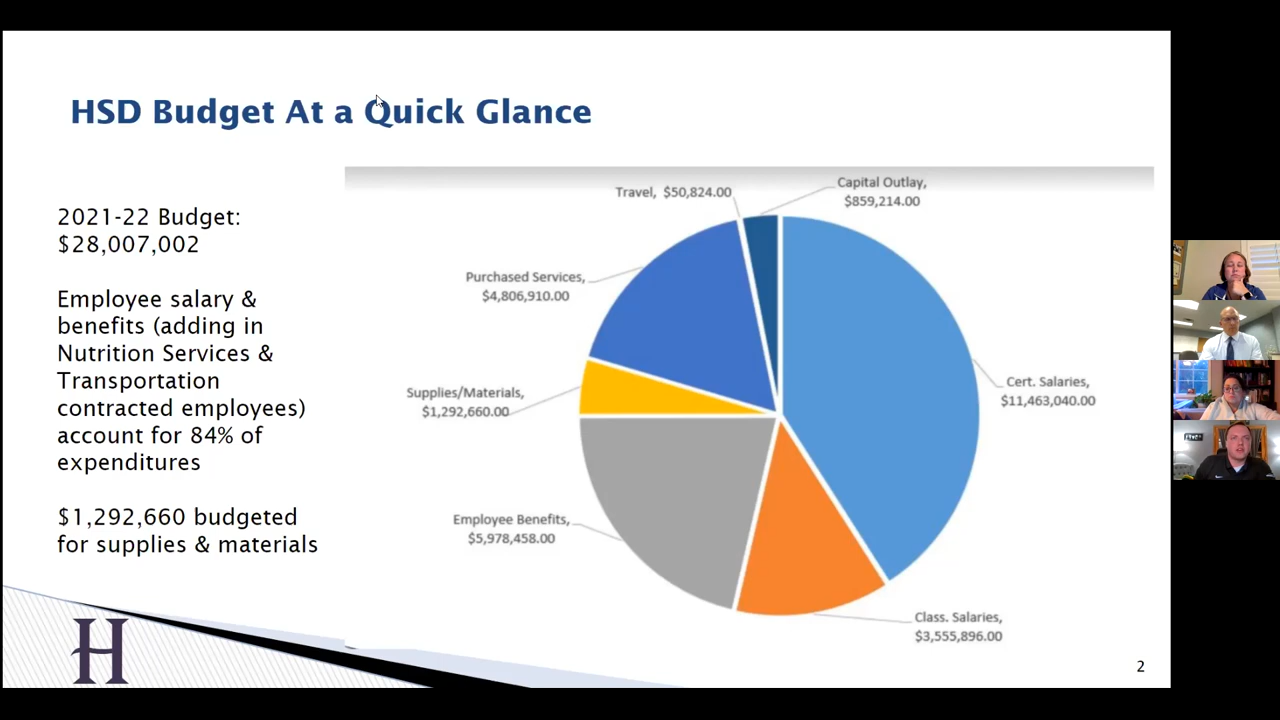 HSD Budget At a Quick Glance
2021-22 Budget:
$28,007,002
Employee salary &
benefits (adding in
Nutrition Services &
Transportation
contracted employees)
account for 84% of
expenditures
$1,292,660 budgeted
for supplies & materials
Travel, $50,824.00
Capital Outlay,
$859,214.00
Purchased Services,
$4,806,910.00
Supplies/Materials,
$1,292,660.00
Cert. Salaries,
$11,463,040.00
Employee Benefits,
$5,978,458.00
Class. Salaries,
$3,555,896.00
H
2